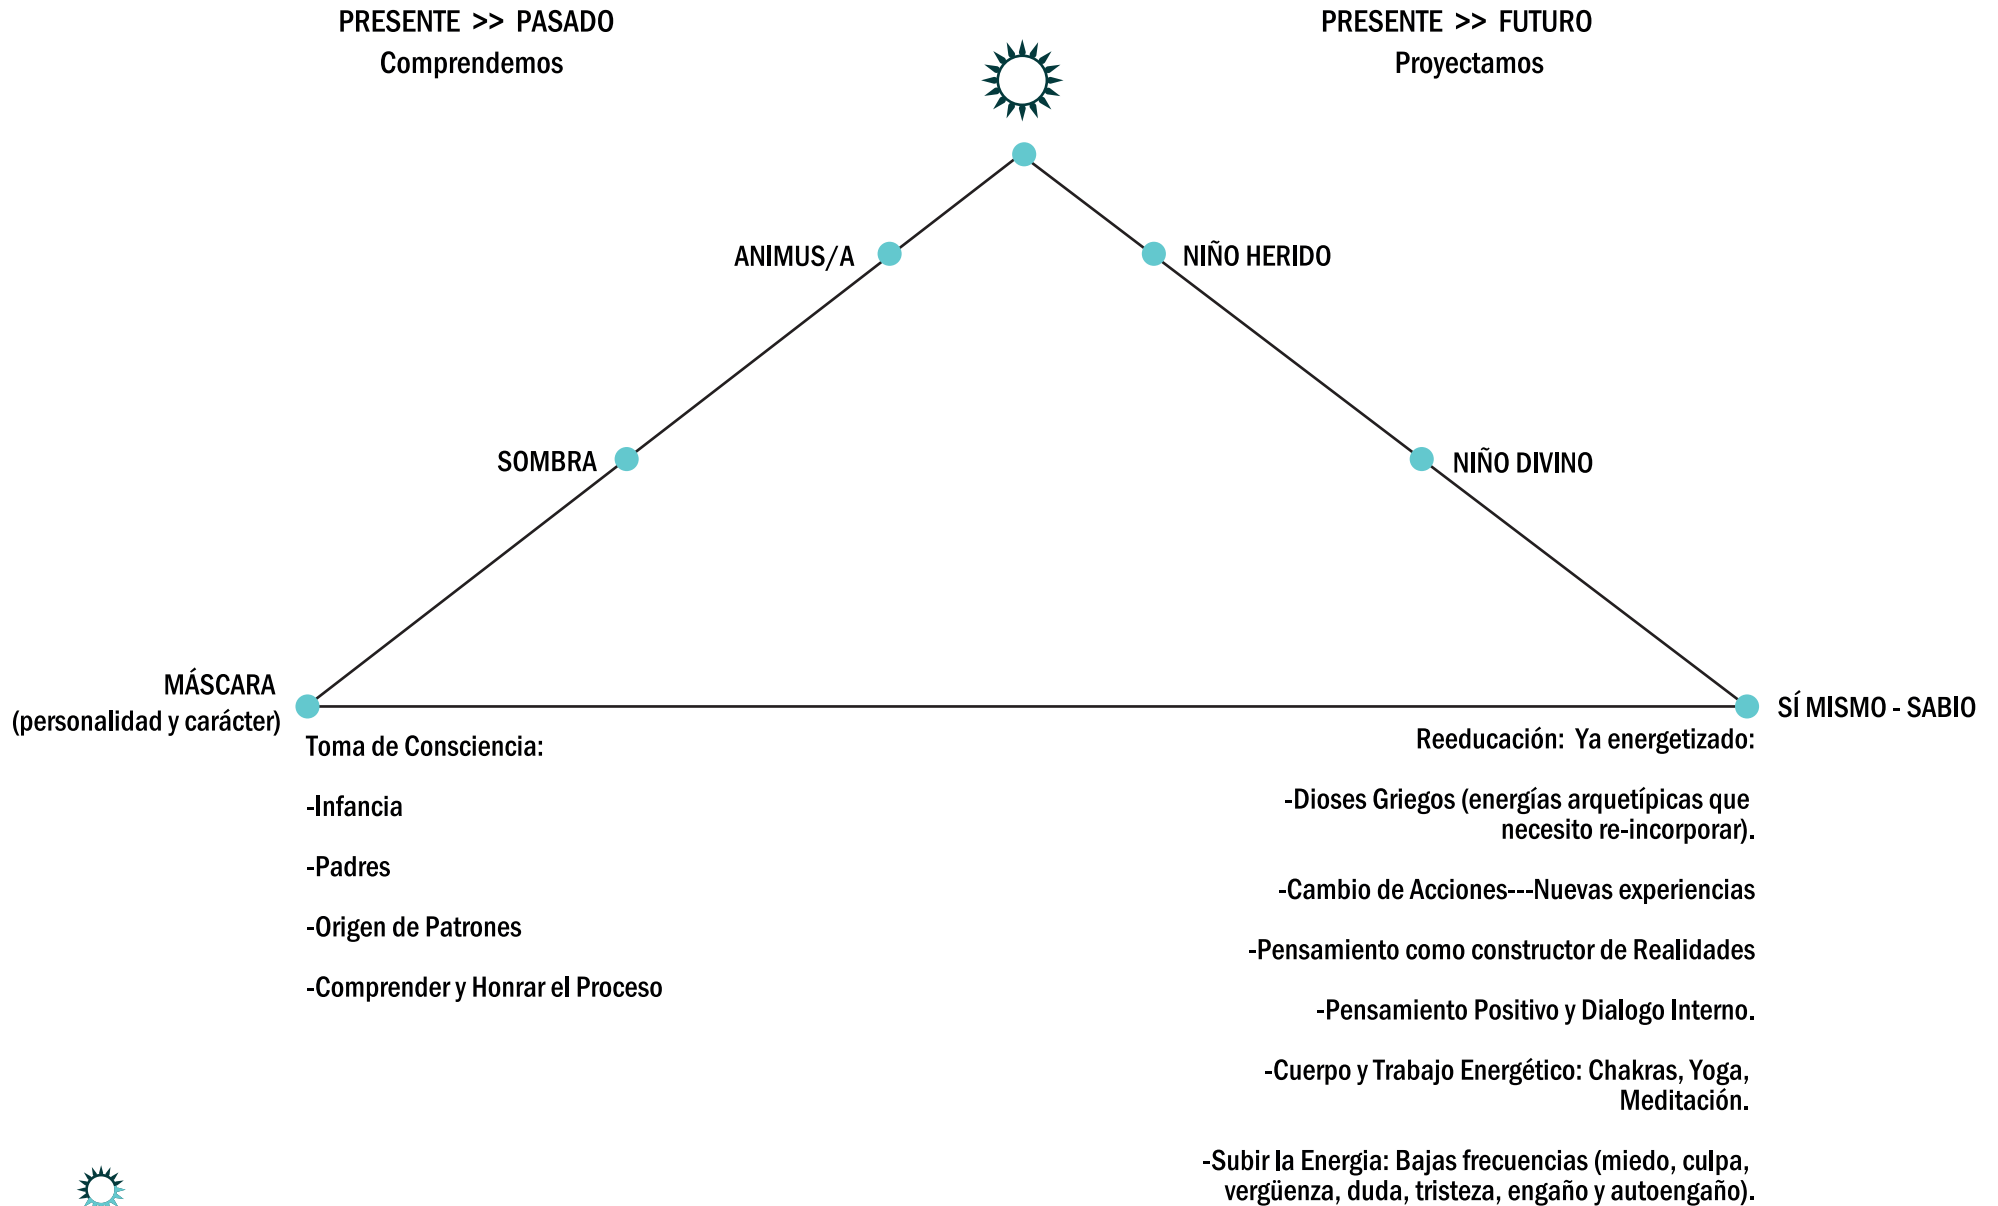 PRESENTE >> PASADO
Comprendemos
PRESENTE >> FUTURO
Proyectamos
ANIMUS/A
NIÑO HERIDO
SOMBRA
NIÑO DIVINO
MÁSCARA
(personalidad y carácter)
SÍ MISMO - SABIO
Toma de Consciencia:
-Infancia
-Padres
-Origen de Patrones
-Comprender y Honrar el Proceso
Reeducación: Ya energetizado:
-Dioses Griegos (energías arquetípicas que
necesito re-incorporar).
-Cambio de Acciones---Nuevas experiencias
-Pensamiento como constructor de Realidades
-Pensamiento Positivo y Dialogo Interno.
-Cuerpo y Trabajo Energético: Chakras, Yoga,
Meditación.
-Subir la Energia: Bajas frecuencias (miedo, culpa,
vergüenza, duda, tristeza, engaño y autoengaño).